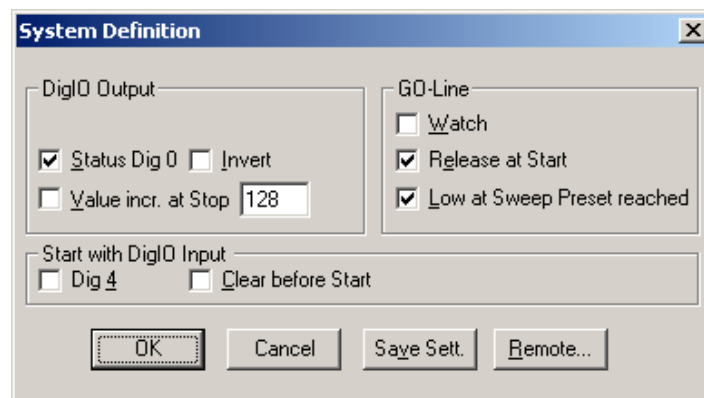 System Definition
DigIO Output
Status Dig 0 Invert
Value incr. at Stop 128
GO-Line
Watch
Release at Start
Low at Sweep Preset reached
Start with DigIO Input
Dig 4 Clear before Start
OK Cancel Save Sett. Remote...